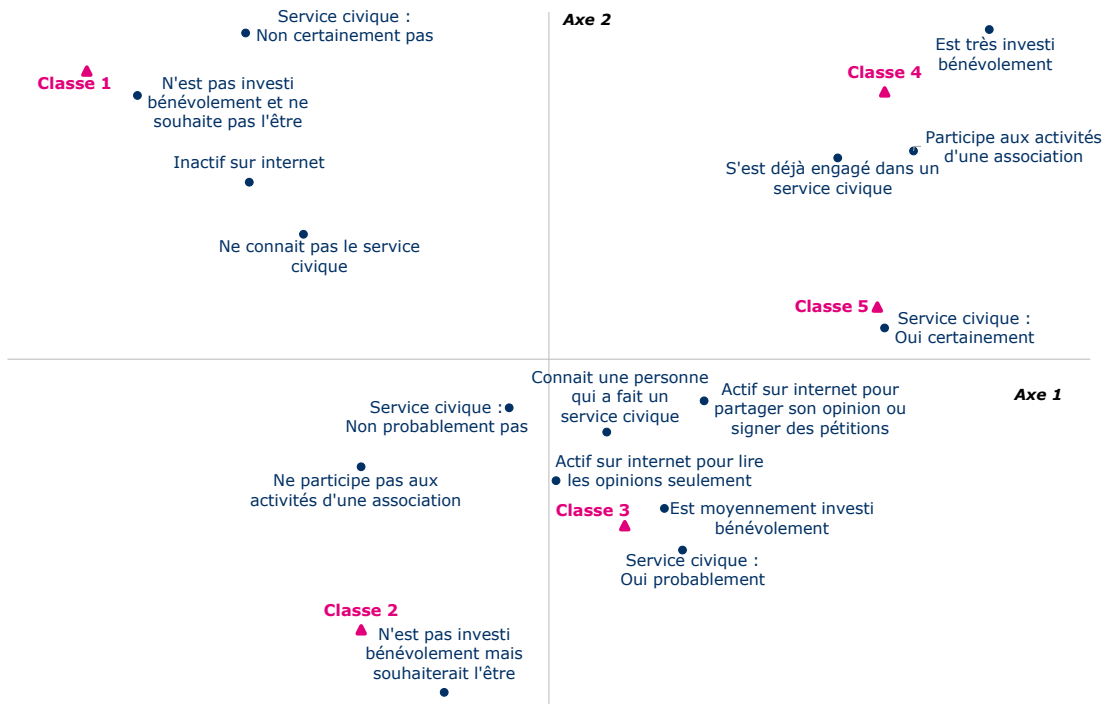 Service civique :
Non certainement pas
Axe 2
Est très investi
bénévolement
Classe 1
N'est pas investi
bénévolement et ne
souhaite pas l'être
Classe 4
Participe aux activités
d'une association
Inactif sur internet
S'est déjà engagé dans un
service civique
Ne connait pas le service
civique
Classe 5
Service civique :
Oui certainement
Axe 1
Connait une personne
qui a fait un
service civique
Actif sur internet pour
partager son opinion ou
signer des pétitions
Service civique :
Non probablement pas
Actif sur internet pour lire
les opinions seulement
Ne participe pas aux
activités d'une association
Classe 3
Est moyennement investi
bénévolement
Service civique :
Oui probablement
Classe 2
N'est pas investi
bénévolement mais
souhaiterait l'être